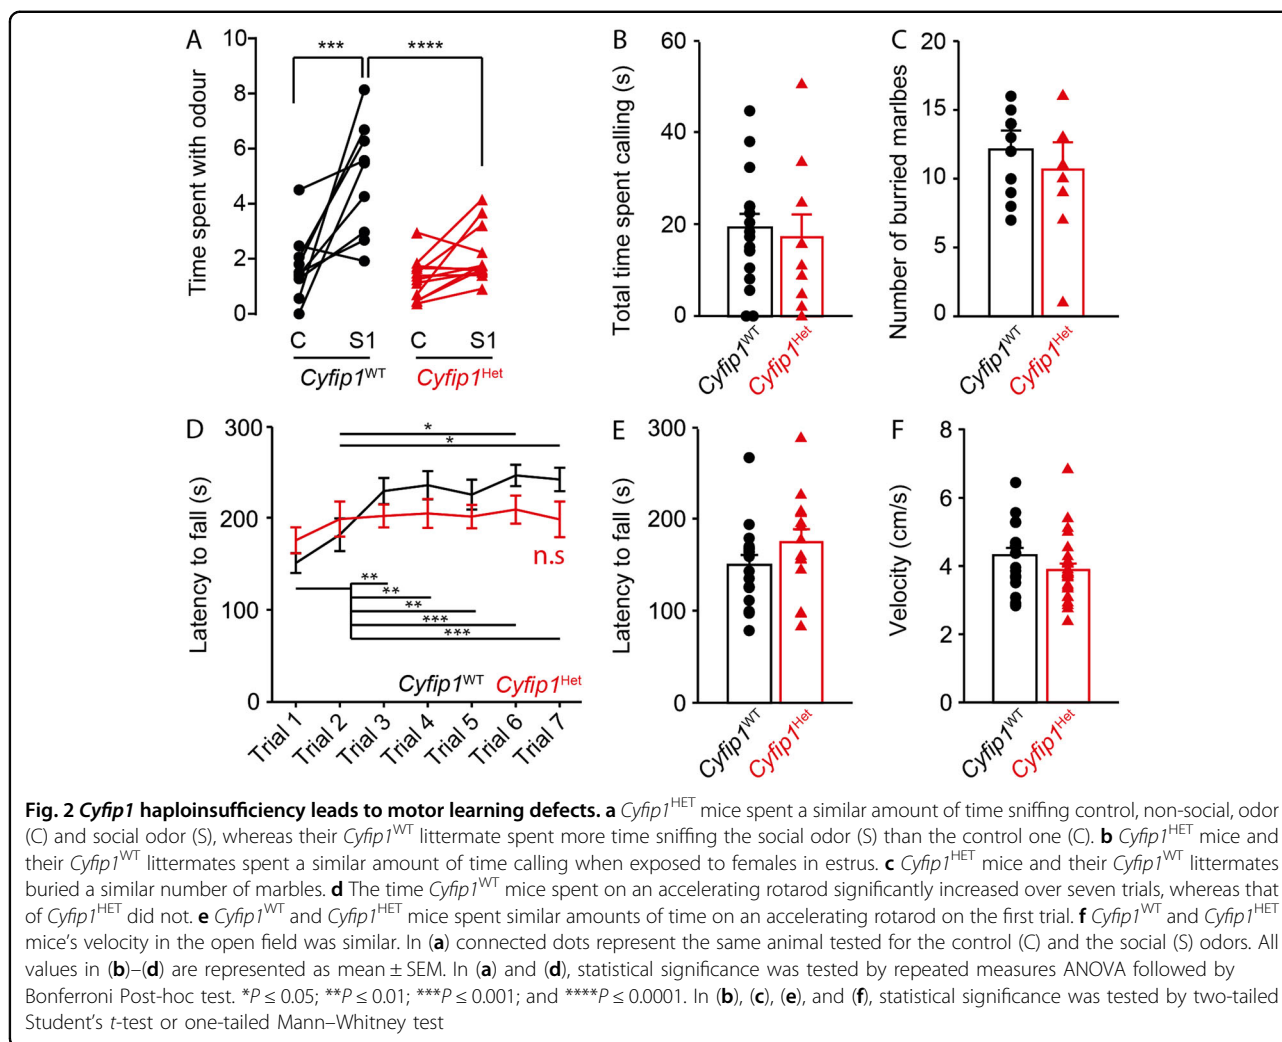 A
10
8
6
4
2
0
Time spent with odour
***
****
C S1 C S1
Cyfip1WT Cyfip1Het
B
60
40
20
0
Total time spent calling (s)
Cyfip1WT
Cyfip1Het
C
20
15
10
5
0
Number of burried marlbes
Cyfip1WT
Cyfip1Het
D
300
200
100
0
Latency to fall (s)
*
*
n.s
**
**
**
***
***
Cyfip1WT Cyfip1Het
Trial 1
Trial 2
Trial 3
Trial 4
Trial 5
Trial 6
Trial 7
E
300
200
100
0
Latency to fall (s)
Cyfip1WT
Cyfip1Het
F
8
6
4
2
0
Velocity (cm/s)
Cyfip1WT
Cyfip1Het
Fig. 2 Cyfip1 haploinsufficiency leads to motor learning defects. a Cyfip1HET mice spent a similar amount of time sniffing control, non-social, odor
(C) and social odor (S), whereas their Cyfip1WT littermate spent more time sniffing the social odor (S) than the control one (C). b Cyfip1HET mice and
their Cyfip1WT littermates spent a similar amount of time calling when exposed to females in estrus. c Cyfip1HET mice and their Cyfip1WT littermates
buried a similar number of marbles. d The time Cyfip1WT mice spent on an accelerating rotarod significantly increased over seven trials, whereas that
of Cyfip1HET did not. e Cyfip1WT and Cyfip1HET mice spent similar amounts of time on an accelerating rotarod on the first trial. f Cyfip1WT and Cyfip1HET
mice's velocity in the open field was similar. In (a) connected dots represent the same animal tested for the control (C) and the social (S) odors. All
values in (b)–(d) are represented as mean ± SEM. In (a) and (d), statistical significance was tested by repeated measures ANOVA followed by
Bonferroni Post-hoc test. *P ≤ 0.05; **P ≤ 0.01; ***P ≤ 0.001; and ****P ≤ 0.0001. In (b), (c), (e), and (f), statistical significance was tested by two-tailed
Student's t-test or one-tailed Mann–Whitney test